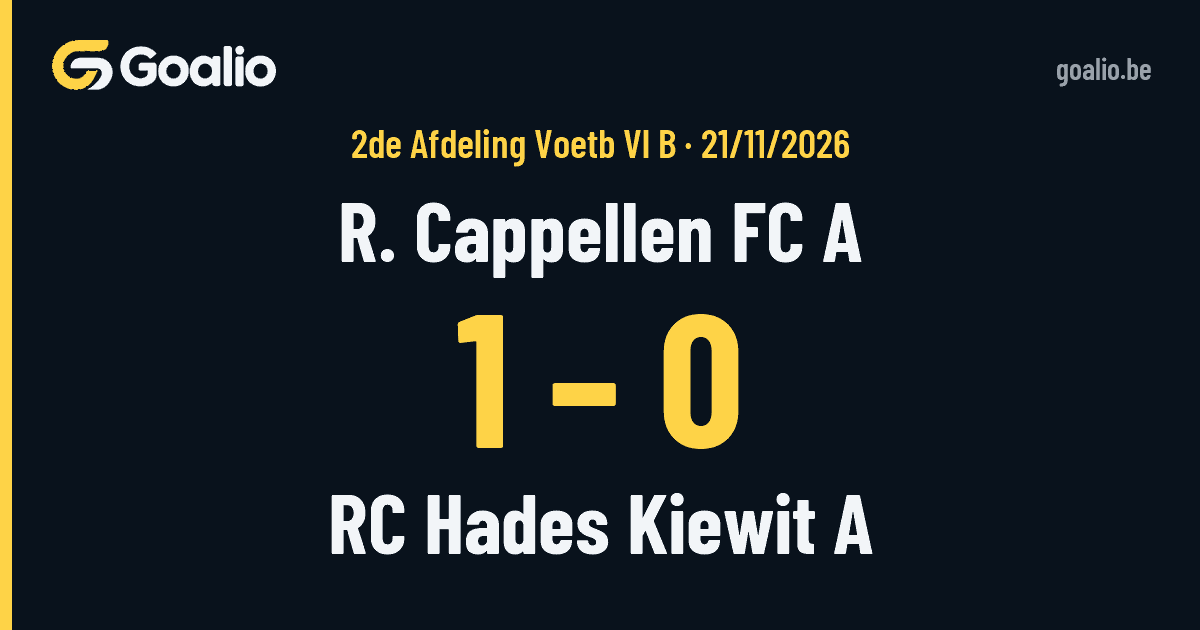 Goalio
goalio.be
2de Afdeling Voetb Vl B · 21/11/2026
R. Cappellen FC A
1 – 0
RC Hades Kiewit A